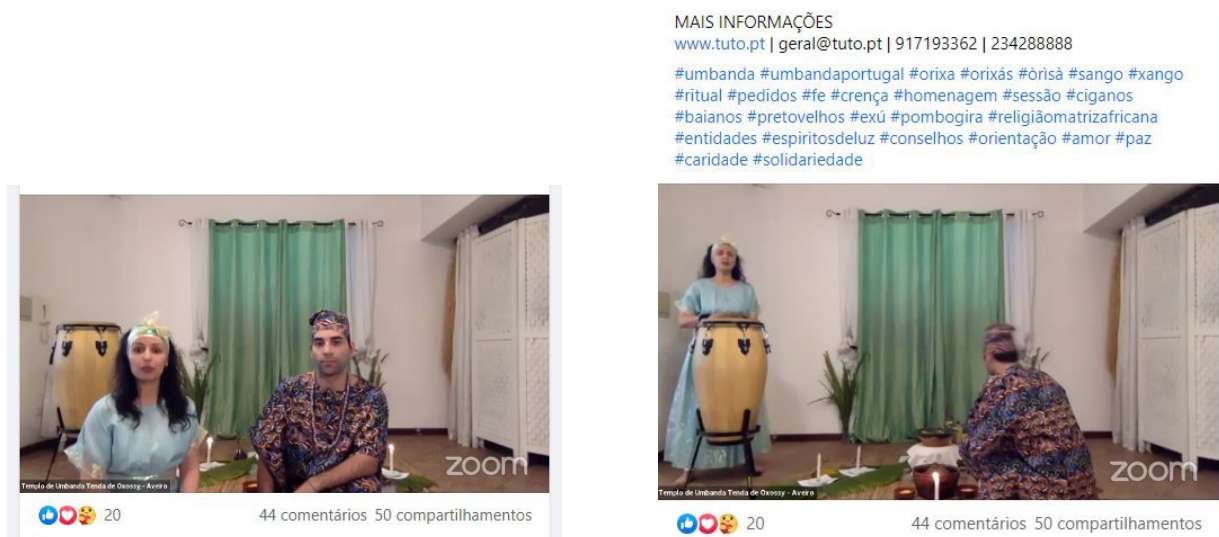 MAIS INFORMAÇÕES
www.tuto.pt | geral@tuto.pt | 917193362 | 234288888
#umbanda #umbandaportugal #orixa #orixás #òrìsà #sango #xango
#ritual #pedidos #fe #crença #homenagem #sessão #ciganos
#baianos #pretovelhos #exú #pombogira #religiãomatrizafricana
#entidades #espiritosdeluz #conselhos #orientação #amor #paz
#caridade #solidariedade
zoom
Templo de Umbanda Tenda de Oxossy - Aveiro
20
44 comentários 50 compartilhamentos
zoom
Templo de Umbanda Tenda de Oxossy - Aveiro
20
44 comentários 50 compartilhamentos